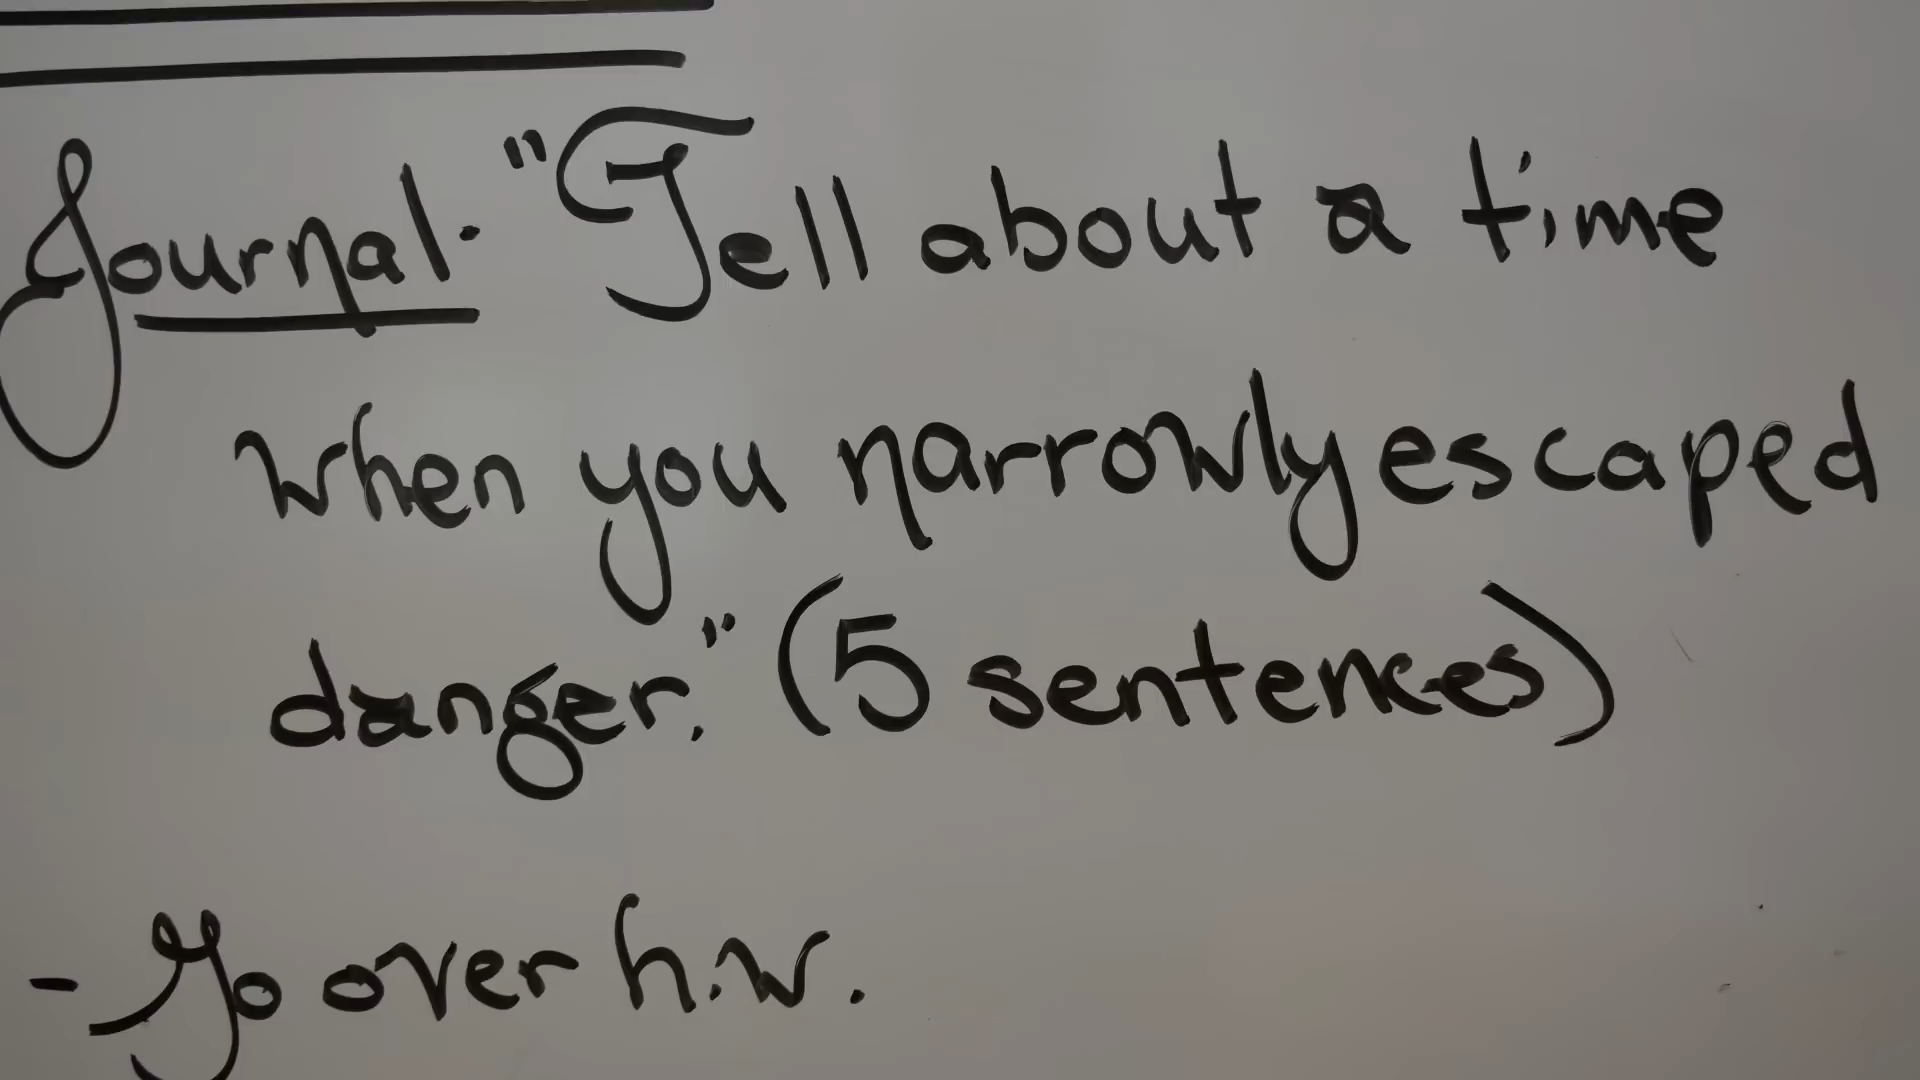 Journal. "Tell about a time
when you narrowly escaped
danger." (5 sentences)
- Go over h.w.